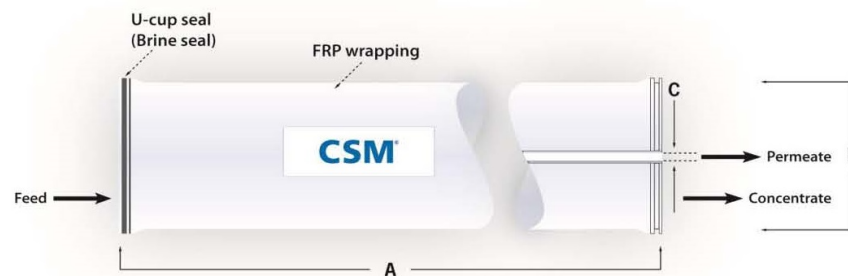 U-cup seal
(Brine seal)
FRP wrapping
C
CSM®
Permeate
Feed
Concentrate
A